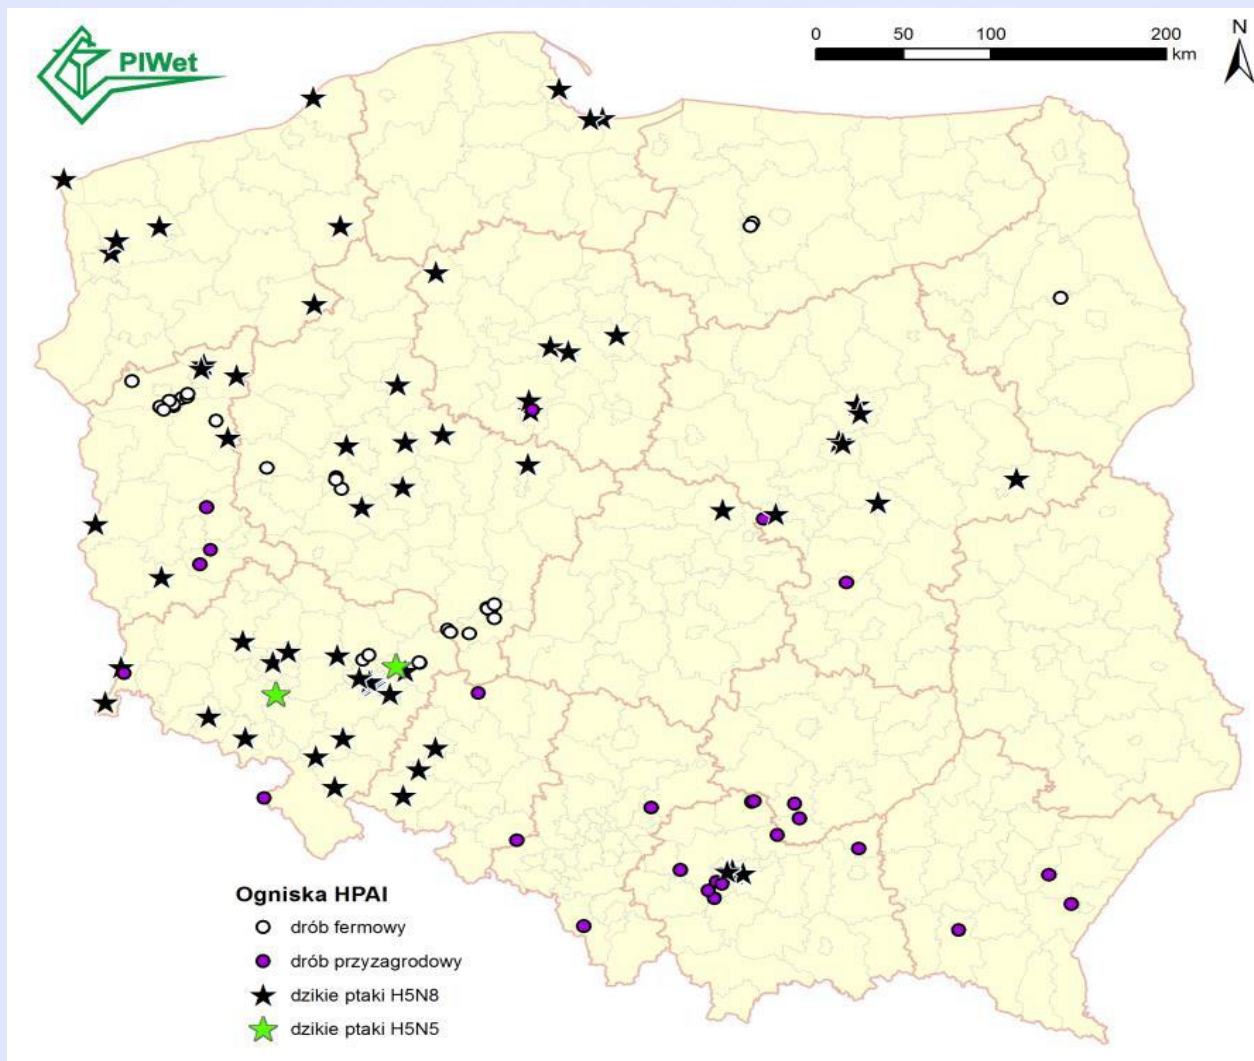 PIWet
0 50 100 200
km
N
Ogniska HPAI
drób fermowy
drób przyzagrodowy
dzikie ptaki H5N8
dzikie ptaki H5N5